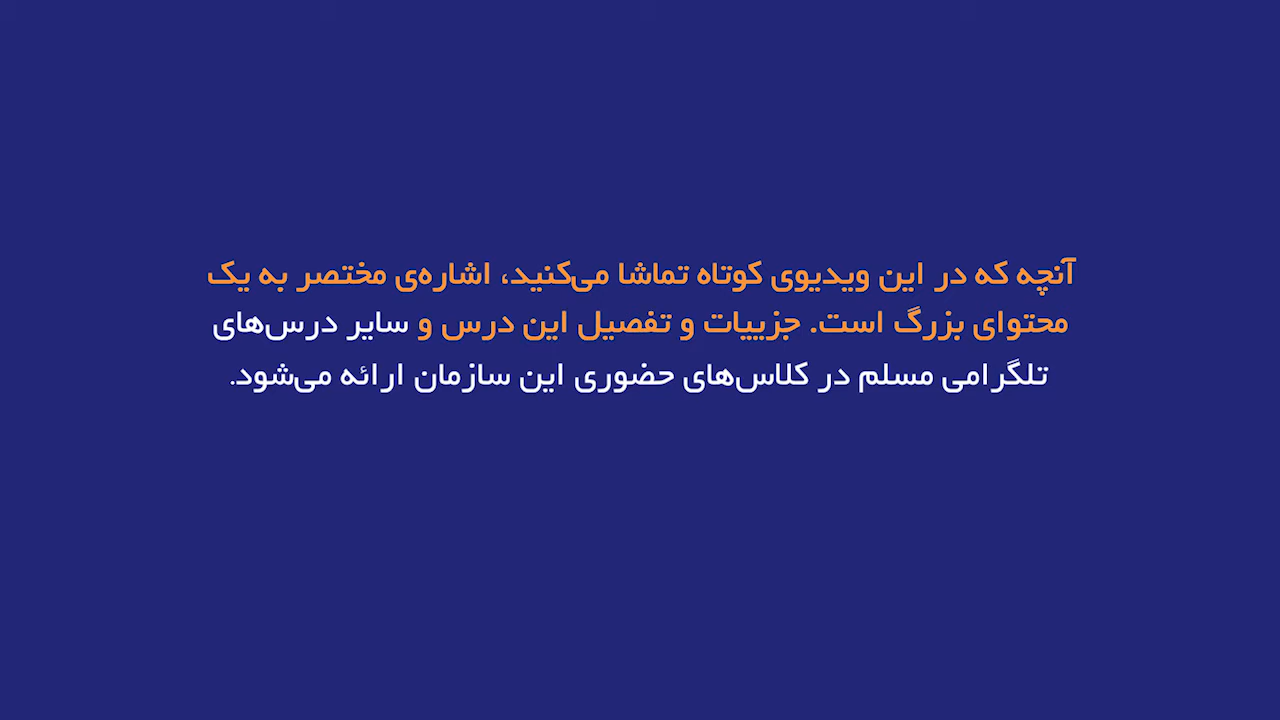 آنچه که در این ویدیوی کوتاه تماشا می‌کنید، اشاره‌ی مختصر به یک
محتوای بزرگ است. جزییات و تفصیل این درس و سایر درس‌های
تلگرامی مسلم در کلاس‌های حضوری این سازمان ارائه می‌شود.